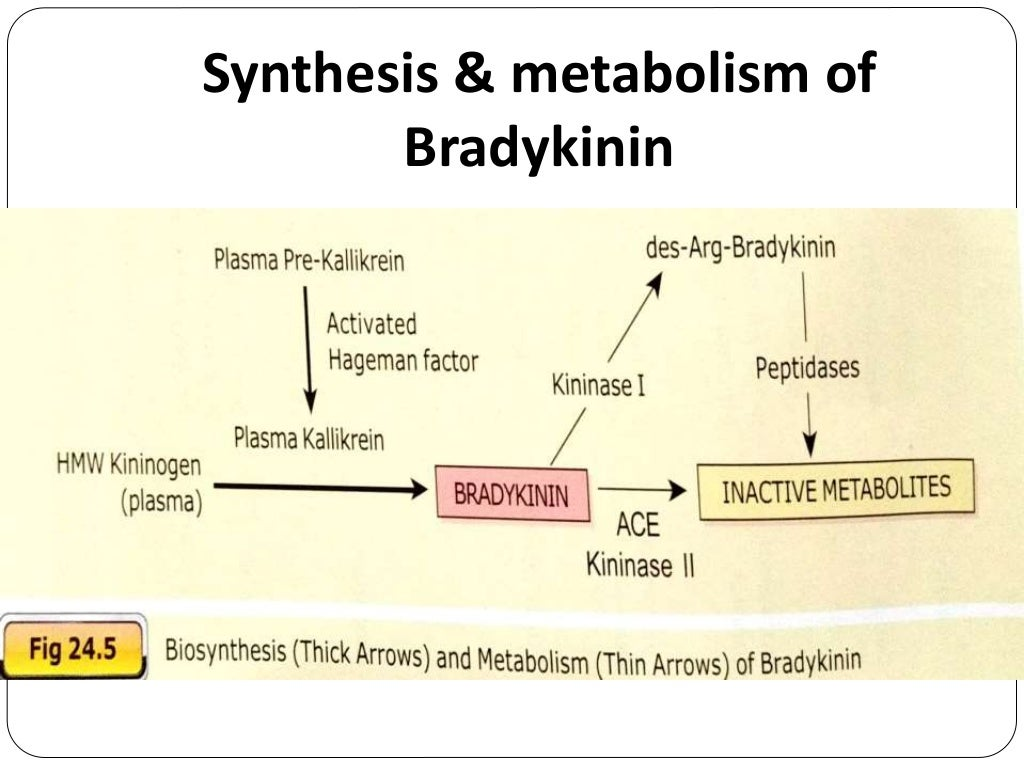 Synthesis & metabolism of
Bradykinin
des-Arg-Bradykinin
Plasma Pre-Kallikrein
Activated
Hageman factor
Peptidases
Kininase I
Plasma Kallikrein
HMW Kininogen
(plasma)
BRADYKININ
INACTIVE METABOLITES
ACE
Kininase II
Fig 24.5
Biosynthesis (Thick Arrows) and Metabolism (Thin Arrows) of Bradykinin